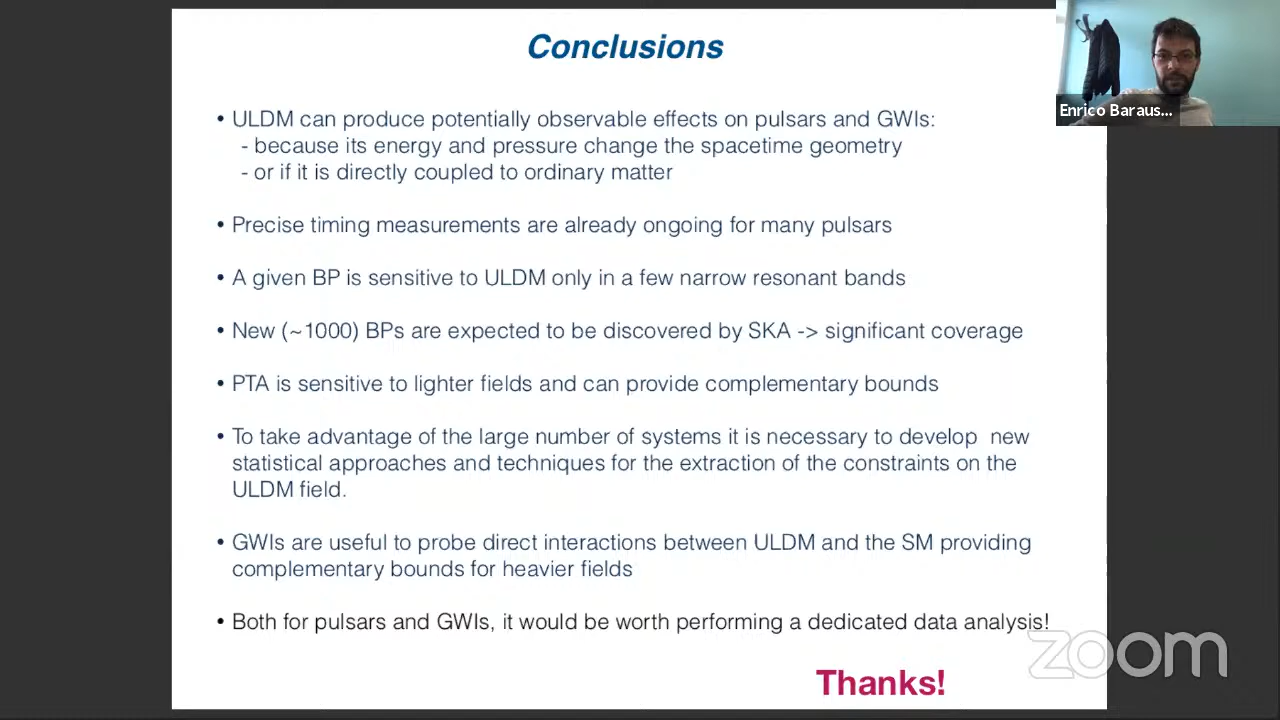 Conclusions
Enrico Baraus...
• ULDM can produce potentially observable effects on pulsars and GWIs:
- because its energy and pressure change the spacetime geometry
- or if it is directly coupled to ordinary matter
• Precise timing measurements are already ongoing for many pulsars
• A given BP is sensitive to ULDM only in a few narrow resonant bands
• New (~1000) BPs are expected to be discovered by SKA -> significant coverage
• PTA is sensitive to lighter fields and can provide complementary bounds
• To take advantage of the large number of systems it is necessary to develop new
statistical approaches and techniques for the extraction of the constraints on the
ULDM field.
• GWIs are useful to probe direct interactions between ULDM and the SM providing
complementary bounds for heavier fields
• Both for pulsars and GWIs, it would be worth performing a dedicated data analysis!
zoom
Thanks!